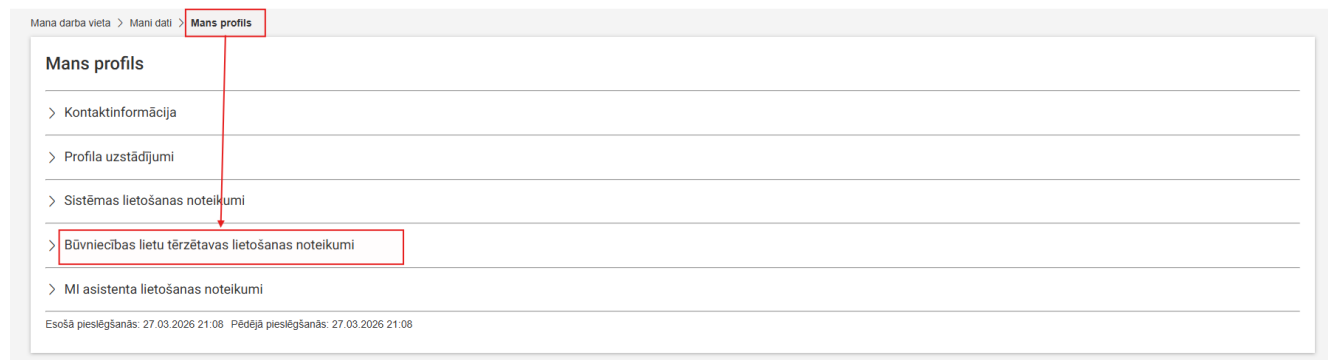 Mana darba vieta > Mani dati > Mans profils
Mans profils
Kontaktinformācija
Profila uzstādījumi
Sistēmas lietošanas noteikumi
Būvniecības lietu tērzētavas lietošanas noteikumi
MI asistenta lietošanas noteikumi
Esošā pieslēgšanās: 27.03.2026 21:08 Pēdējā pieslēgšanās: 27.03.2026 21:08